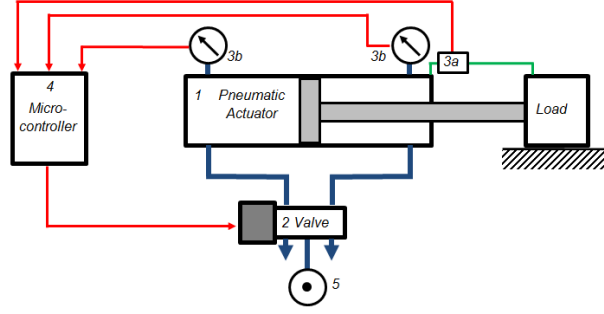 3b
3b
3a
4
Micro-
controller
1 Pneumatic
Actuator
Load
2 Valve
5